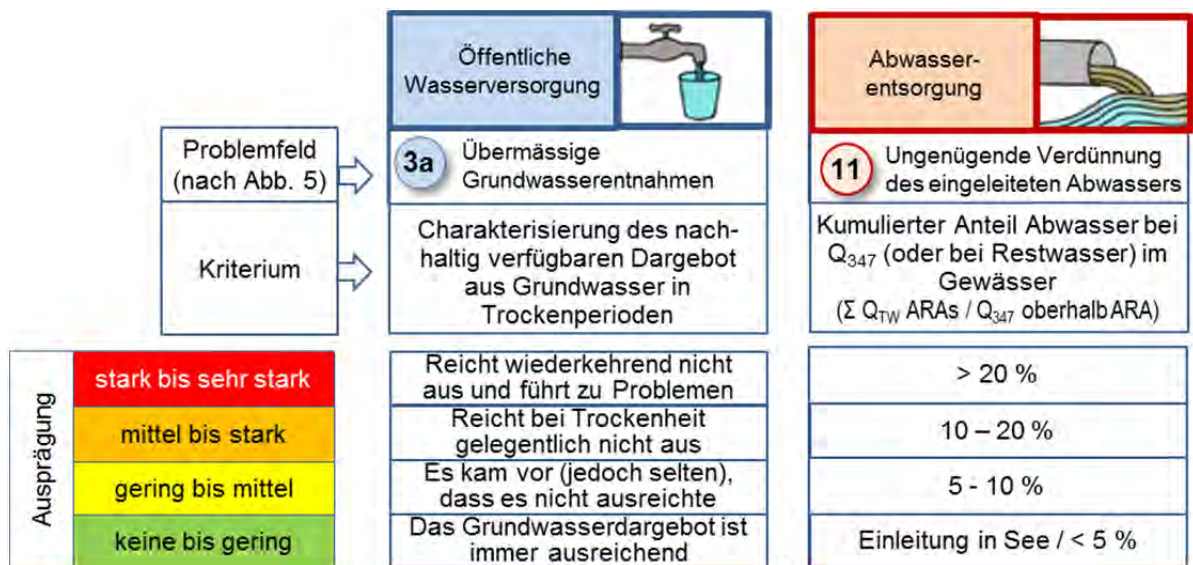 Öffentliche
Wasserversorgung
Abwasser-
entsorgung
Problemfeld
(nach Abb. 5)
3a
Übermässige
Grundwasserentnahmen
11
Ungenügende Verdünnung
des eingeleiteten Abwassers
Kriterium
Charakterisierung des nach-
haltig verfügbaren Dargebot
aus Grundwasser in
Trockenperioden
Kumulierter Anteil Abwasser bei
Q347 (oder bei Restwasser) im
Gewässer
(Σ QTW ARAs / Q347 oberhalb ARA)
Ausprägung
stark bis sehr stark
Reicht wiederkehrend nicht
aus und führt zu Problemen
> 20 %
mittel bis stark
Reicht bei Trockenheit
gelegentlich nicht aus
10 – 20 %
gering bis mittel
Es kam vor (jedoch selten),
dass es nicht ausreichte
5 - 10 %
keine bis gering
Das Grundwasserdargebot ist
immer ausreichend
Einleitung in See / < 5 %